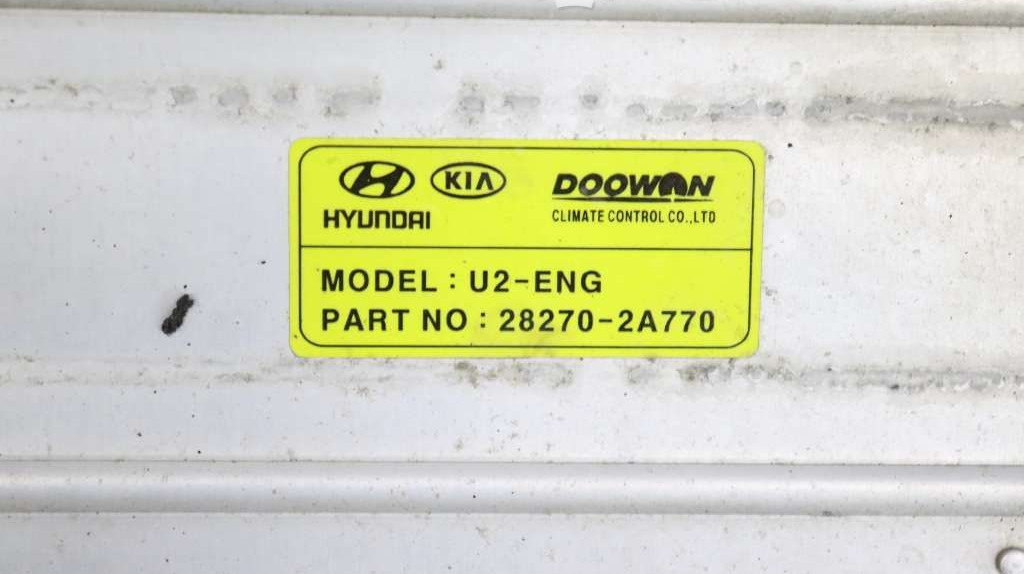 HYUNDAI
KIA
DOOWON
CLIMATE CONTROL CO.,LTD
MODEL : U2-ENG
PART NO : 28270-2A770